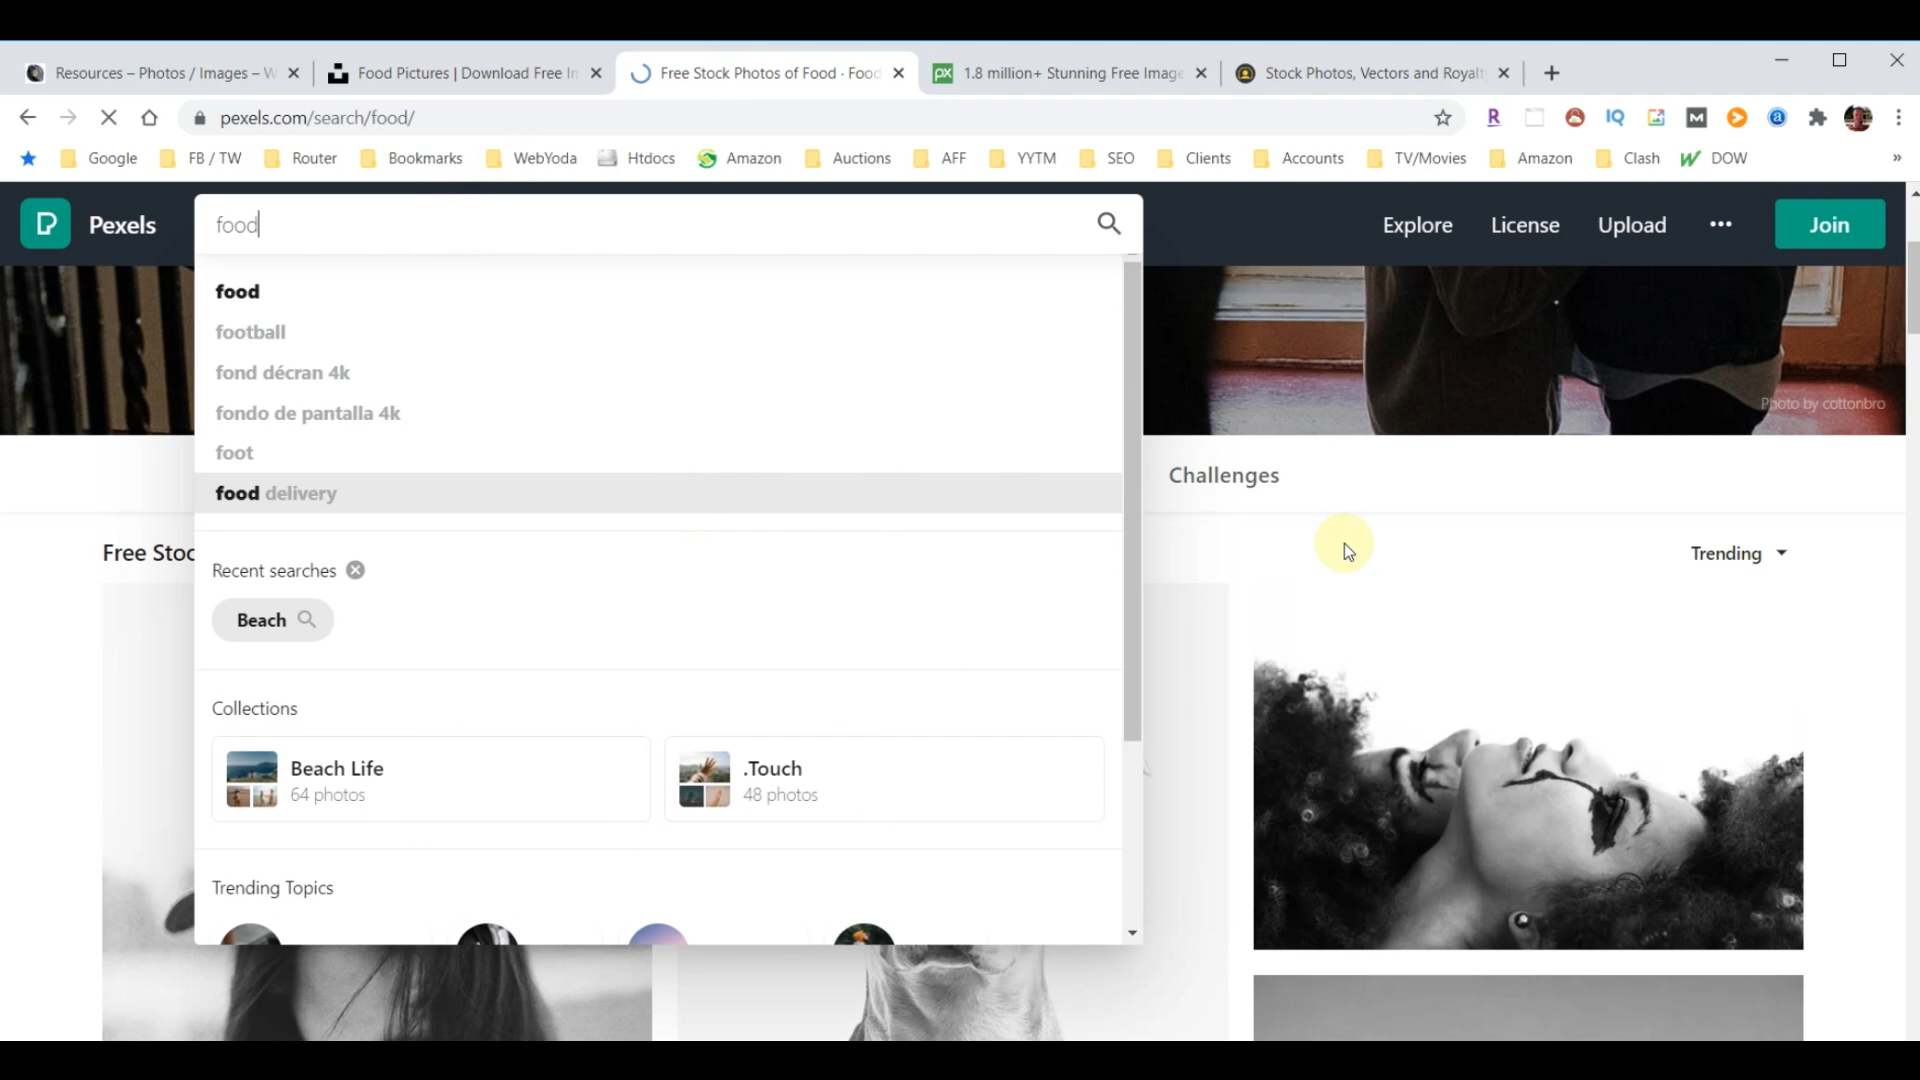 Resources – Photos / Images – W
Food Pictures | Download Free In
Free Stock Photos of Food · Food
1.8 million+ Stunning Free Image
Stock Photos, Vectors and Royalt
pexels.com/search/food/
Google
FB / TW
Router
Bookmarks
WebYoda
Htdocs
Amazon
Auctions
AFF
YYTM
SEO
Clients
Accounts
TV/Movies
Amazon
Clash
DOW
Pexels
food
Explore
License
Upload
Join
food
football
fond décran 4k
fondo de pantalla 4k
Photo by cottonbro
foot
Challenges
food delivery
Free Stoc
Trending
Recent searches
Beach
Collections
Beach Life
64 photos
.Touch
48 photos
Trending Topics